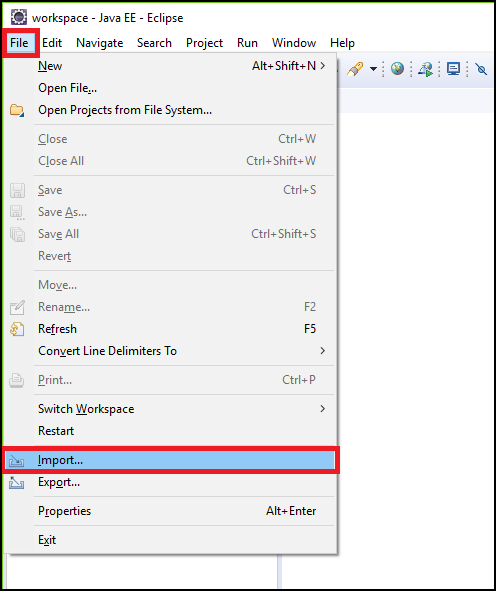 workspace - Java EE - Eclipse
File Edit Navigate Search Project Run Window Help
New Alt+Shift+N >
Open File...
Open Projects from File System...
Close Ctrl+W
Close All Ctrl+Shift+W
Save Ctrl+S
Save As...
Save All Ctrl+Shift+S
Revert
Move...
Rename... F2
Refresh F5
Convert Line Delimiters To >
Print... Ctrl+P
Switch Workspace >
Restart
Import...
Export...
Properties Alt+Enter
Exit